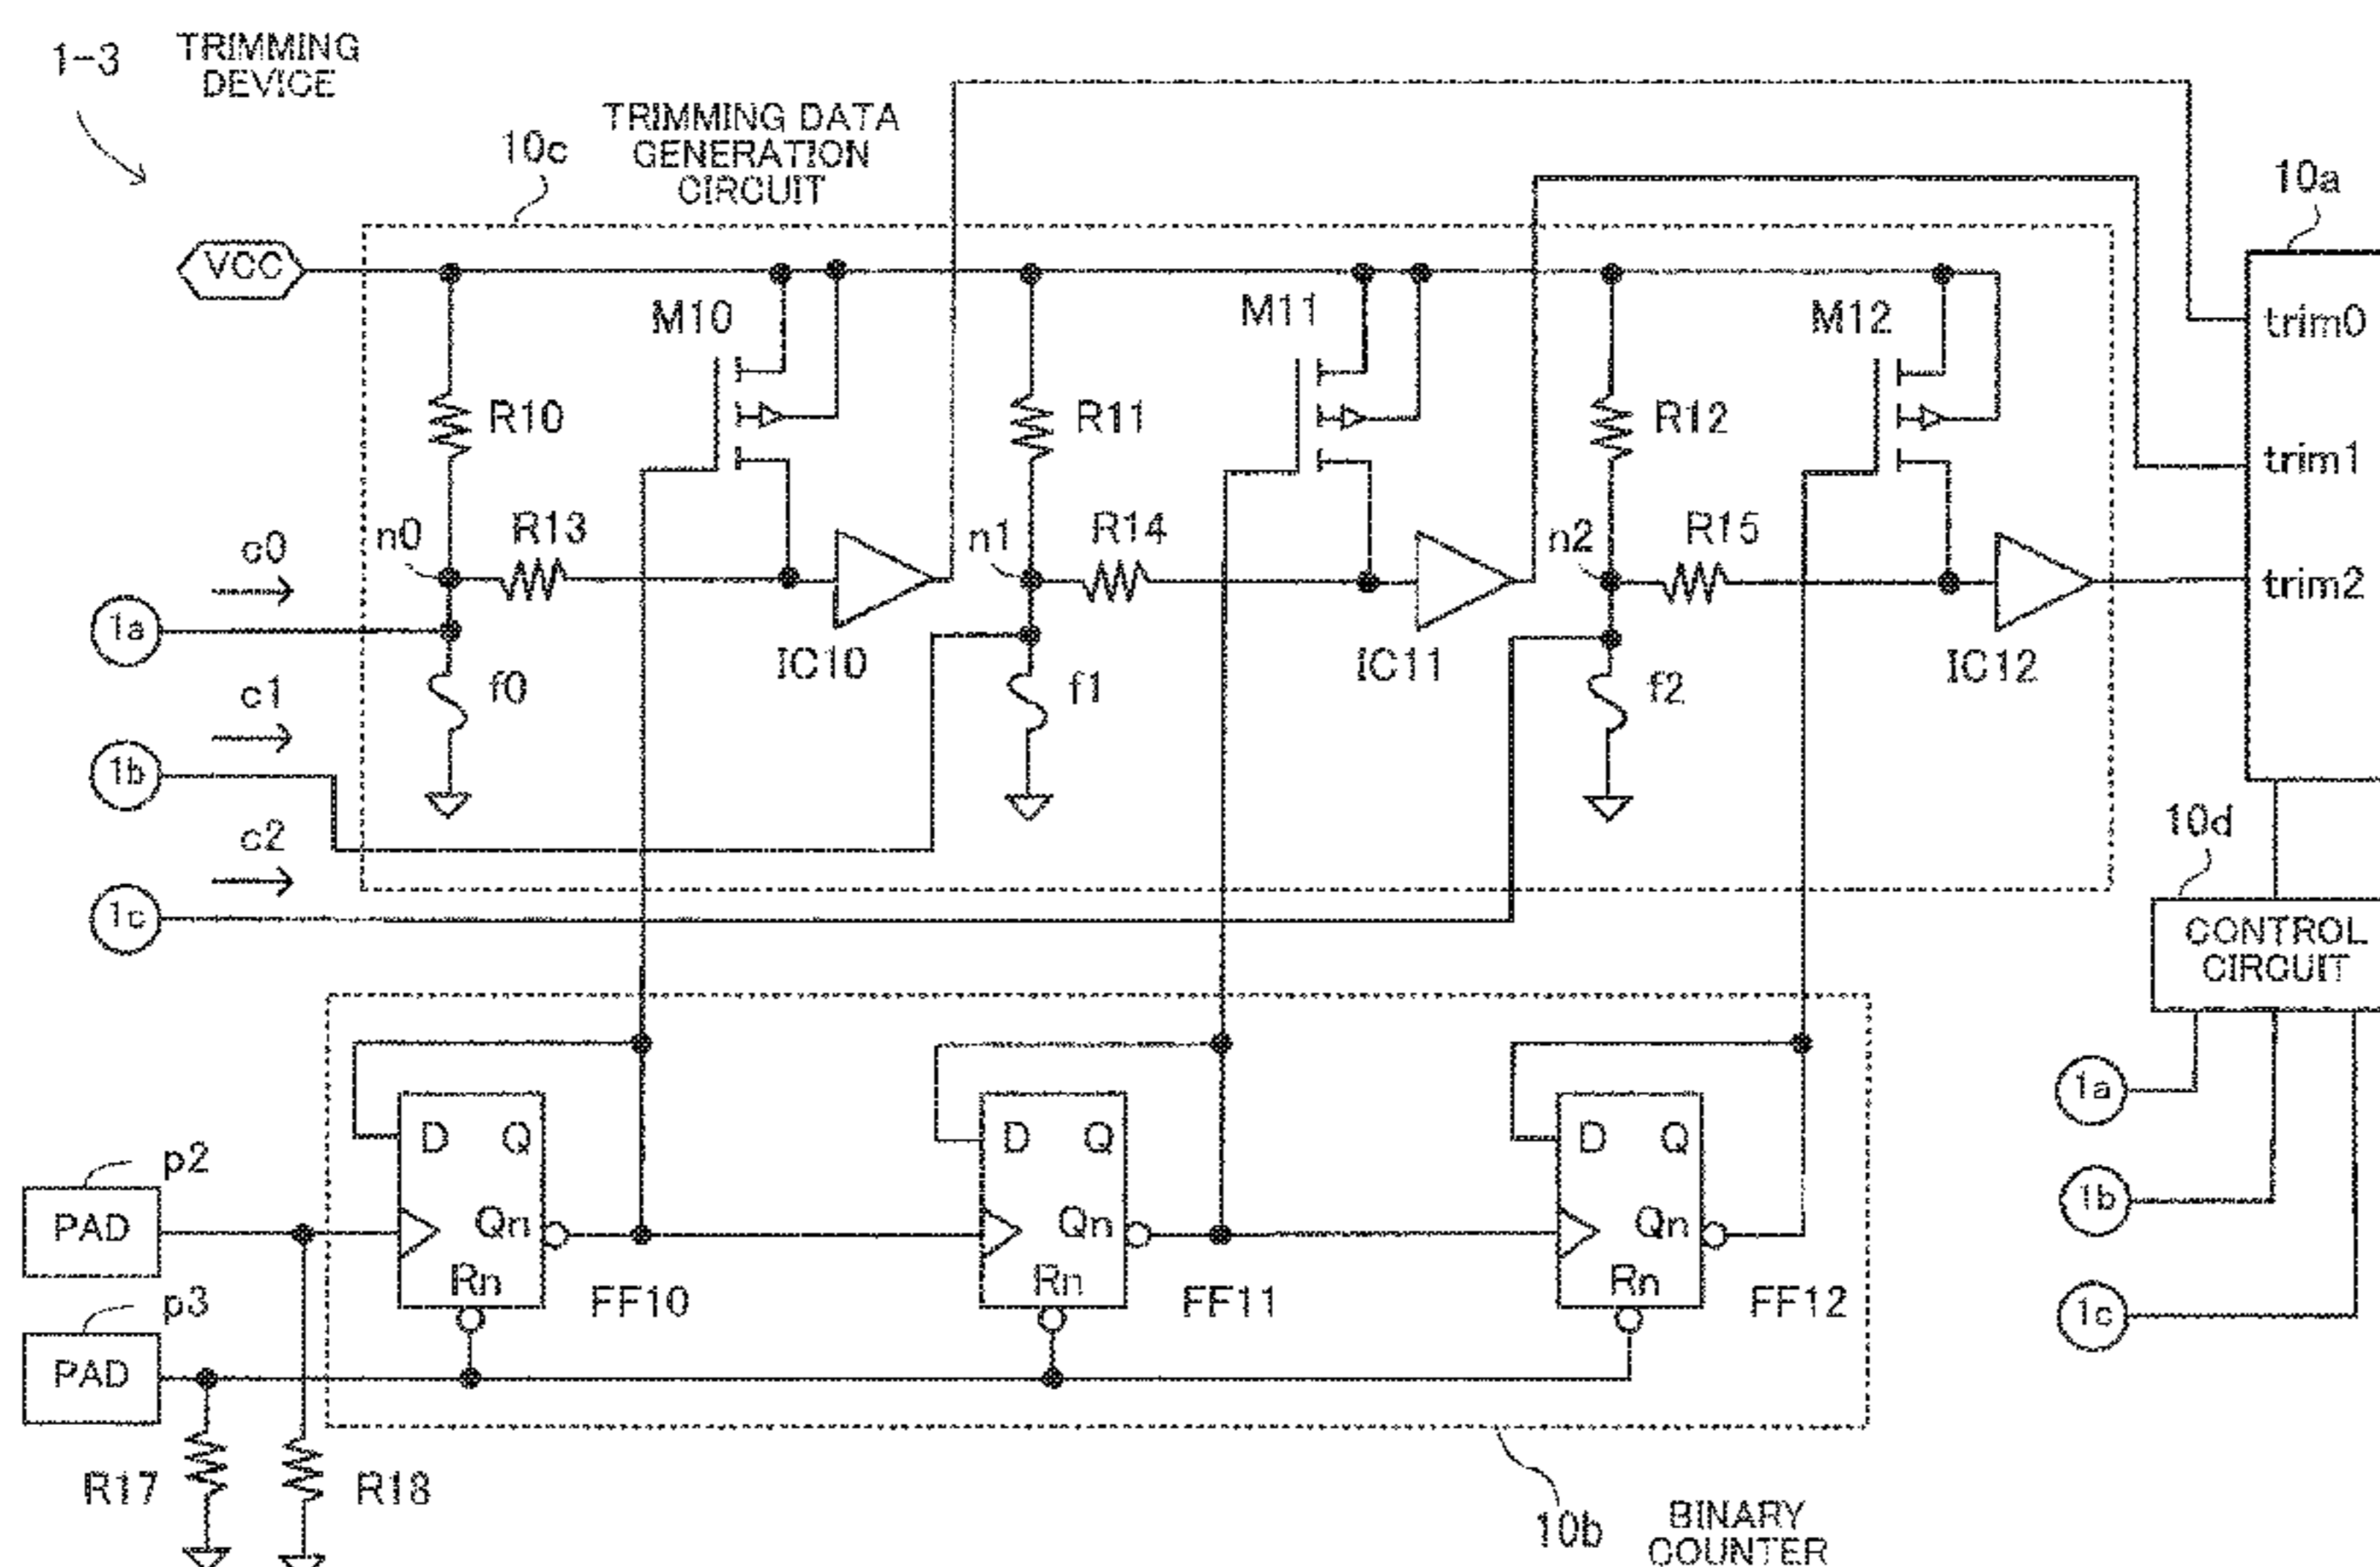 1-3
TRIMMING
DEVICE
10c
TRIMMING DATA
GENERATION
CIRCUIT
10a
VCC
M10
M11
M12
trim0
R10
R11
R12
trim1
c0
n0
R13
n1
R14
n2
R15
trim2
1a
IC10
IC11
IC12
c1
f0
f1
f2
1b
c2
10d
1c
CONTROL
CIRCUIT
D
Q
D
Q
D
Q
1a
p2
PAD
Qn
Qn
Qn
1b
Rn
FF10
Rn
FF11
Rn
FF12
p3
PAD
1c
R17
R18
10b
BINARY
COUNTER